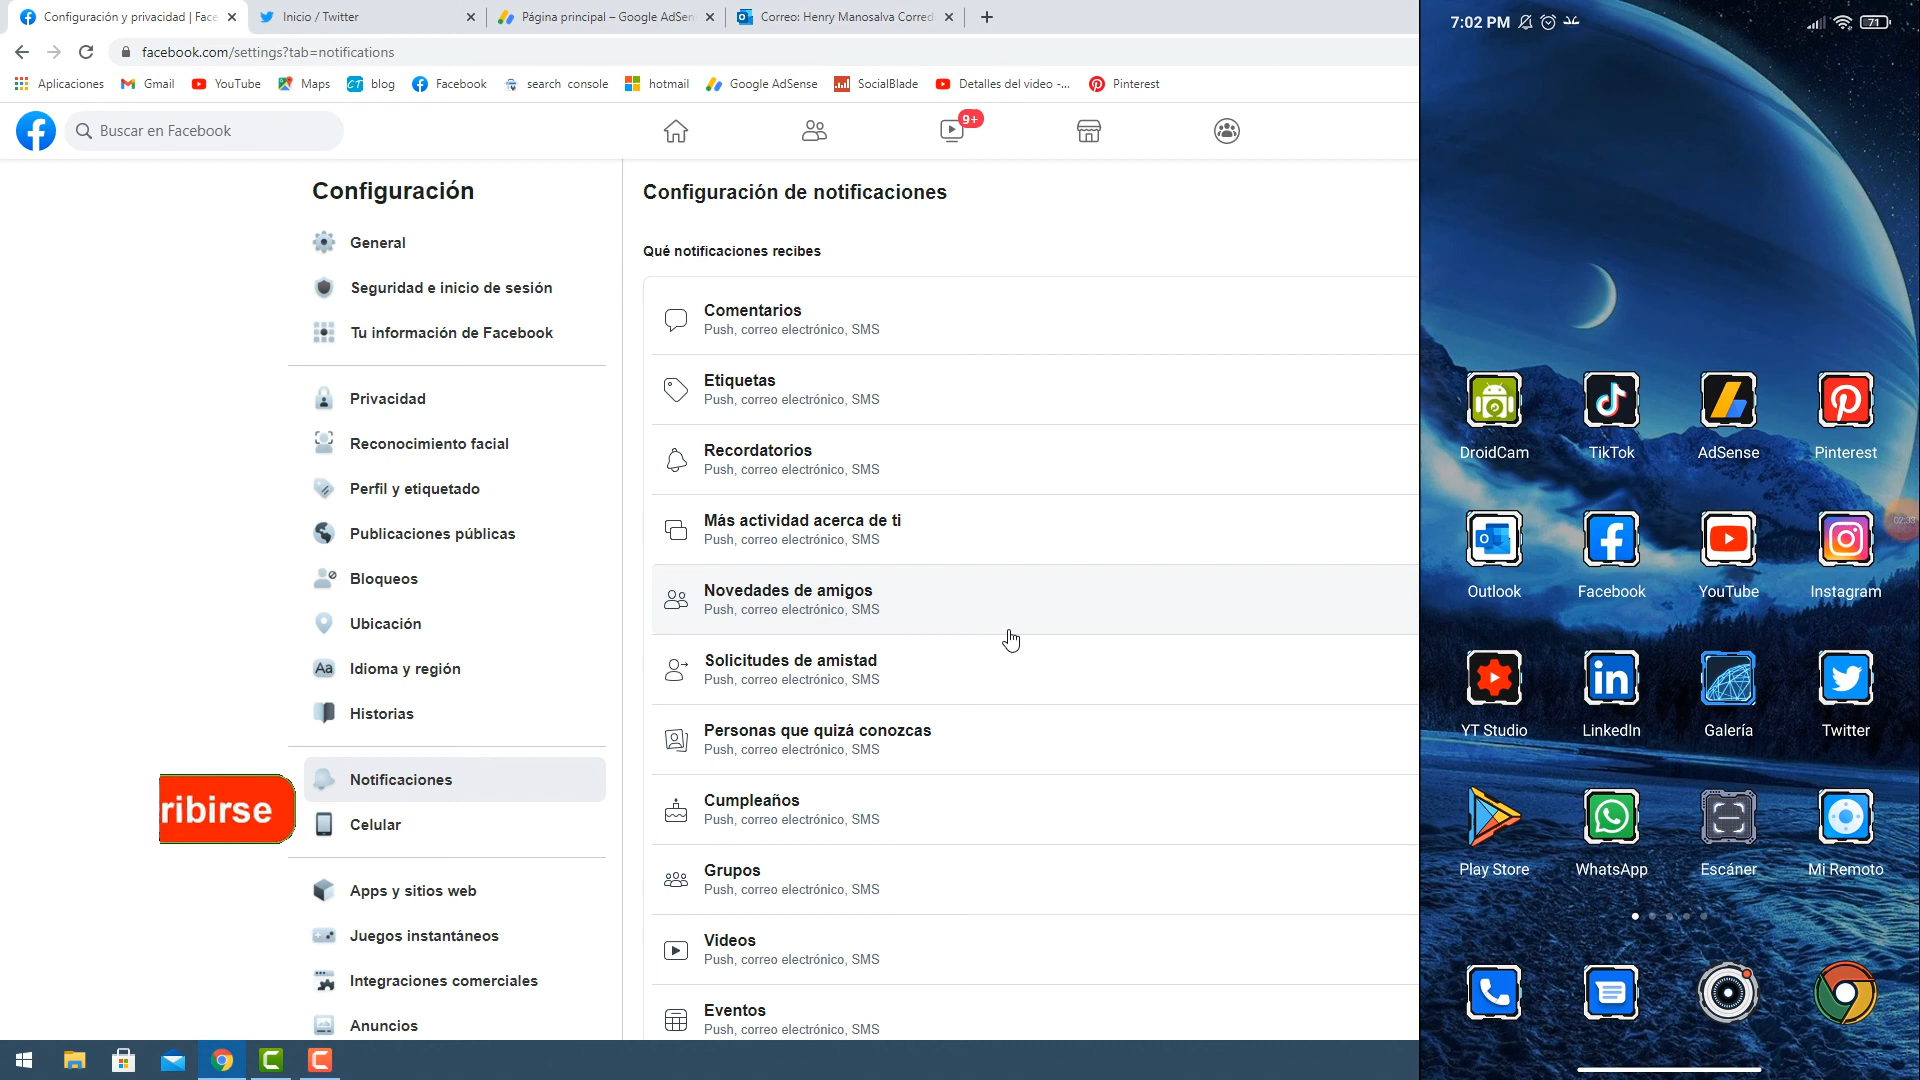 Configuración y privacidad | Face
Inicio / Twitter
Página principal – Google AdSen
Correo: Henry Manosalva Corred
facebook.com/settings?tab=notifications
Aplicaciones
Gmail
YouTube
Maps
CT blog
Facebook
search console
hotmail
Google AdSense
SocialBlade
Detalles del video -...
Pinterest
Buscar en Facebook
9+
Configuración
General
Seguridad e inicio de sesión
Tu información de Facebook
Privacidad
Reconocimiento facial
Perfil y etiquetado
Publicaciones públicas
Bloqueos
Ubicación
Aa Idioma y región
Historias
Notificaciones
ribirse
Celular
Apps y sitios web
Juegos instantáneos
Integraciones comerciales
Anuncios
Configuración de notificaciones
Qué notificaciones recibes
Comentarios
Push, correo electrónico, SMS
Etiquetas
Push, correo electrónico, SMS
Recordatorios
Push, correo electrónico, SMS
Más actividad acerca de ti
Push, correo electrónico, SMS
Novedades de amigos
Push, correo electrónico, SMS
Solicitudes de amistad
Push, correo electrónico, SMS
Personas que quizá conozcas
Push, correo electrónico, SMS
Cumpleaños
Push, correo electrónico, SMS
Grupos
Push, correo electrónico, SMS
Videos
Push, correo electrónico, SMS
Eventos
Push, correo electrónico, SMS
7:02 PM
71
DroidCam
TikTok
AdSense
Pinterest
02:33
Outlook
Facebook
YouTube
Instagram
YT Studio
LinkedIn
Galería
Twitter
Play Store
WhatsApp
Escáner
Mi Remoto